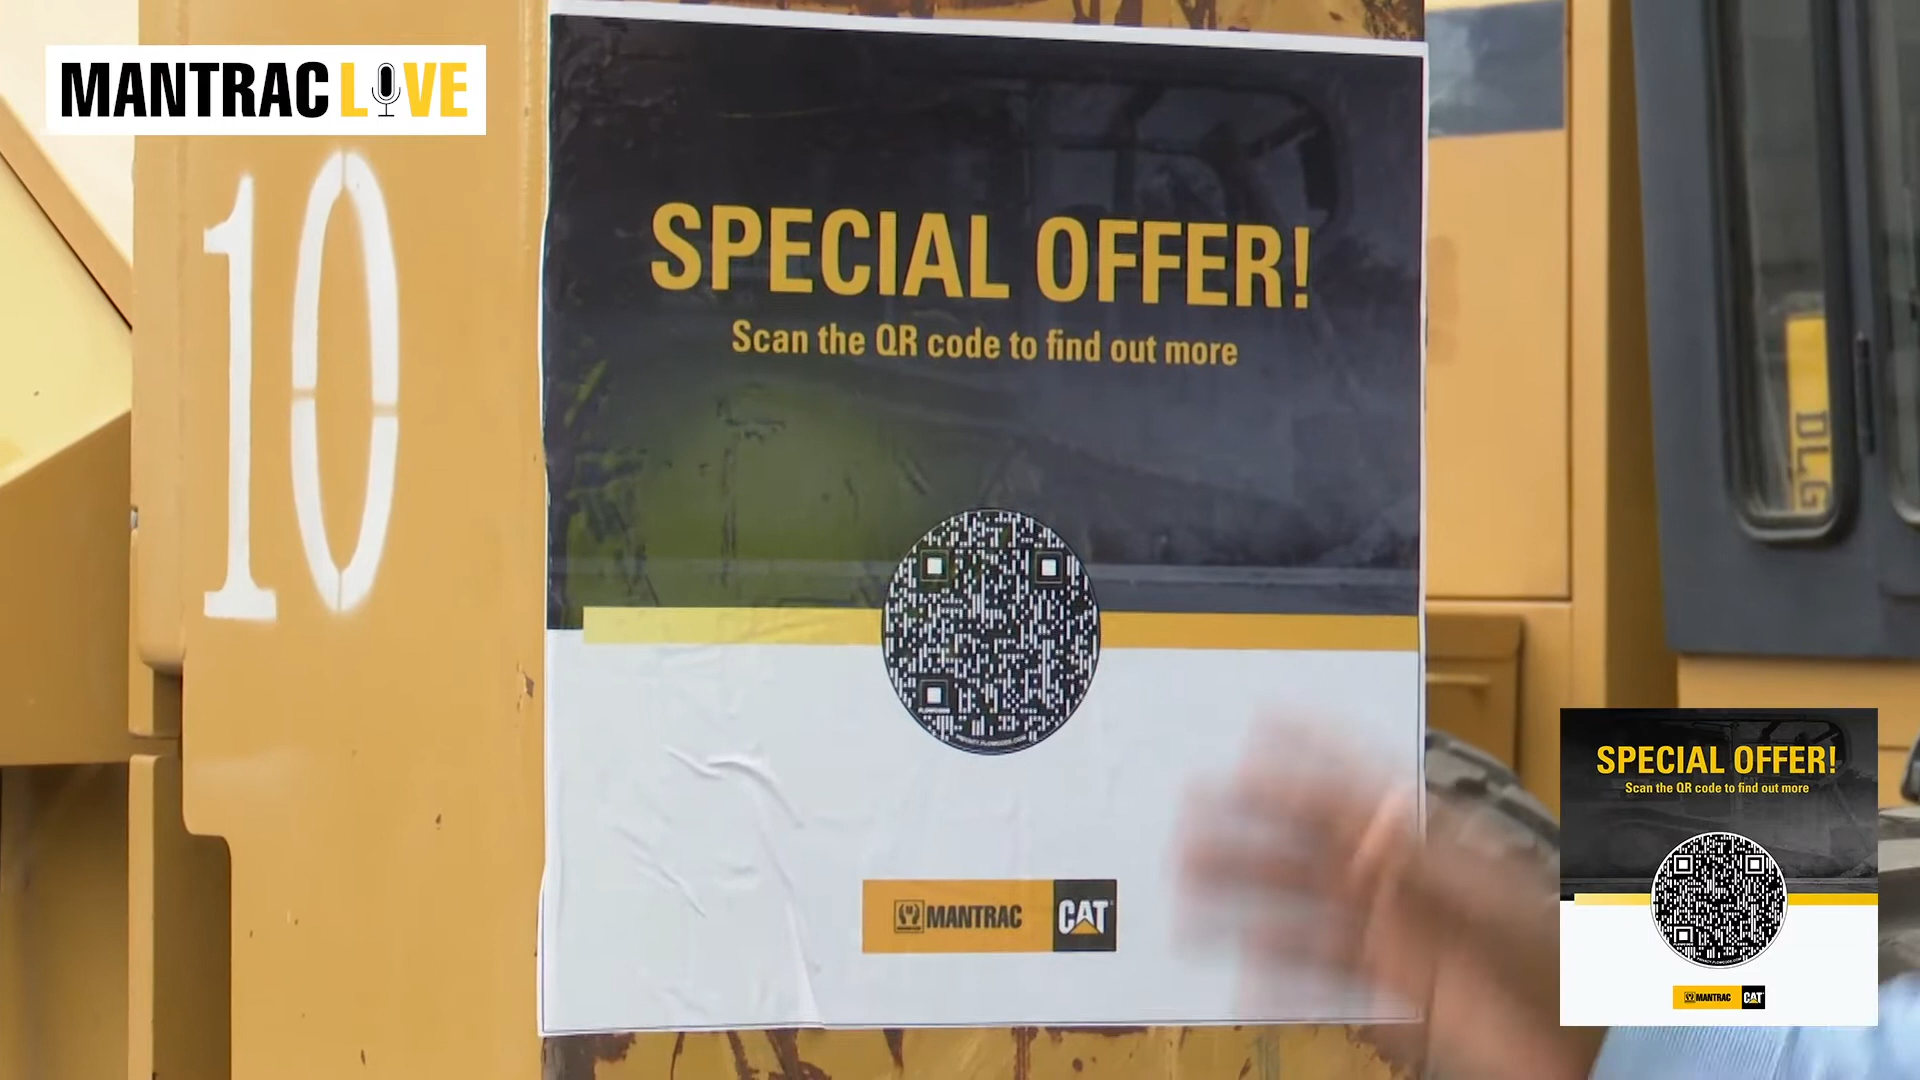 MANTRAC LIVE
10
SPECIAL OFFER!
Scan the QR code to find out more
MANTRAC CAT
DLG
SPECIAL OFFER!
Scan the QR code to find out more
MANTRAC CAT